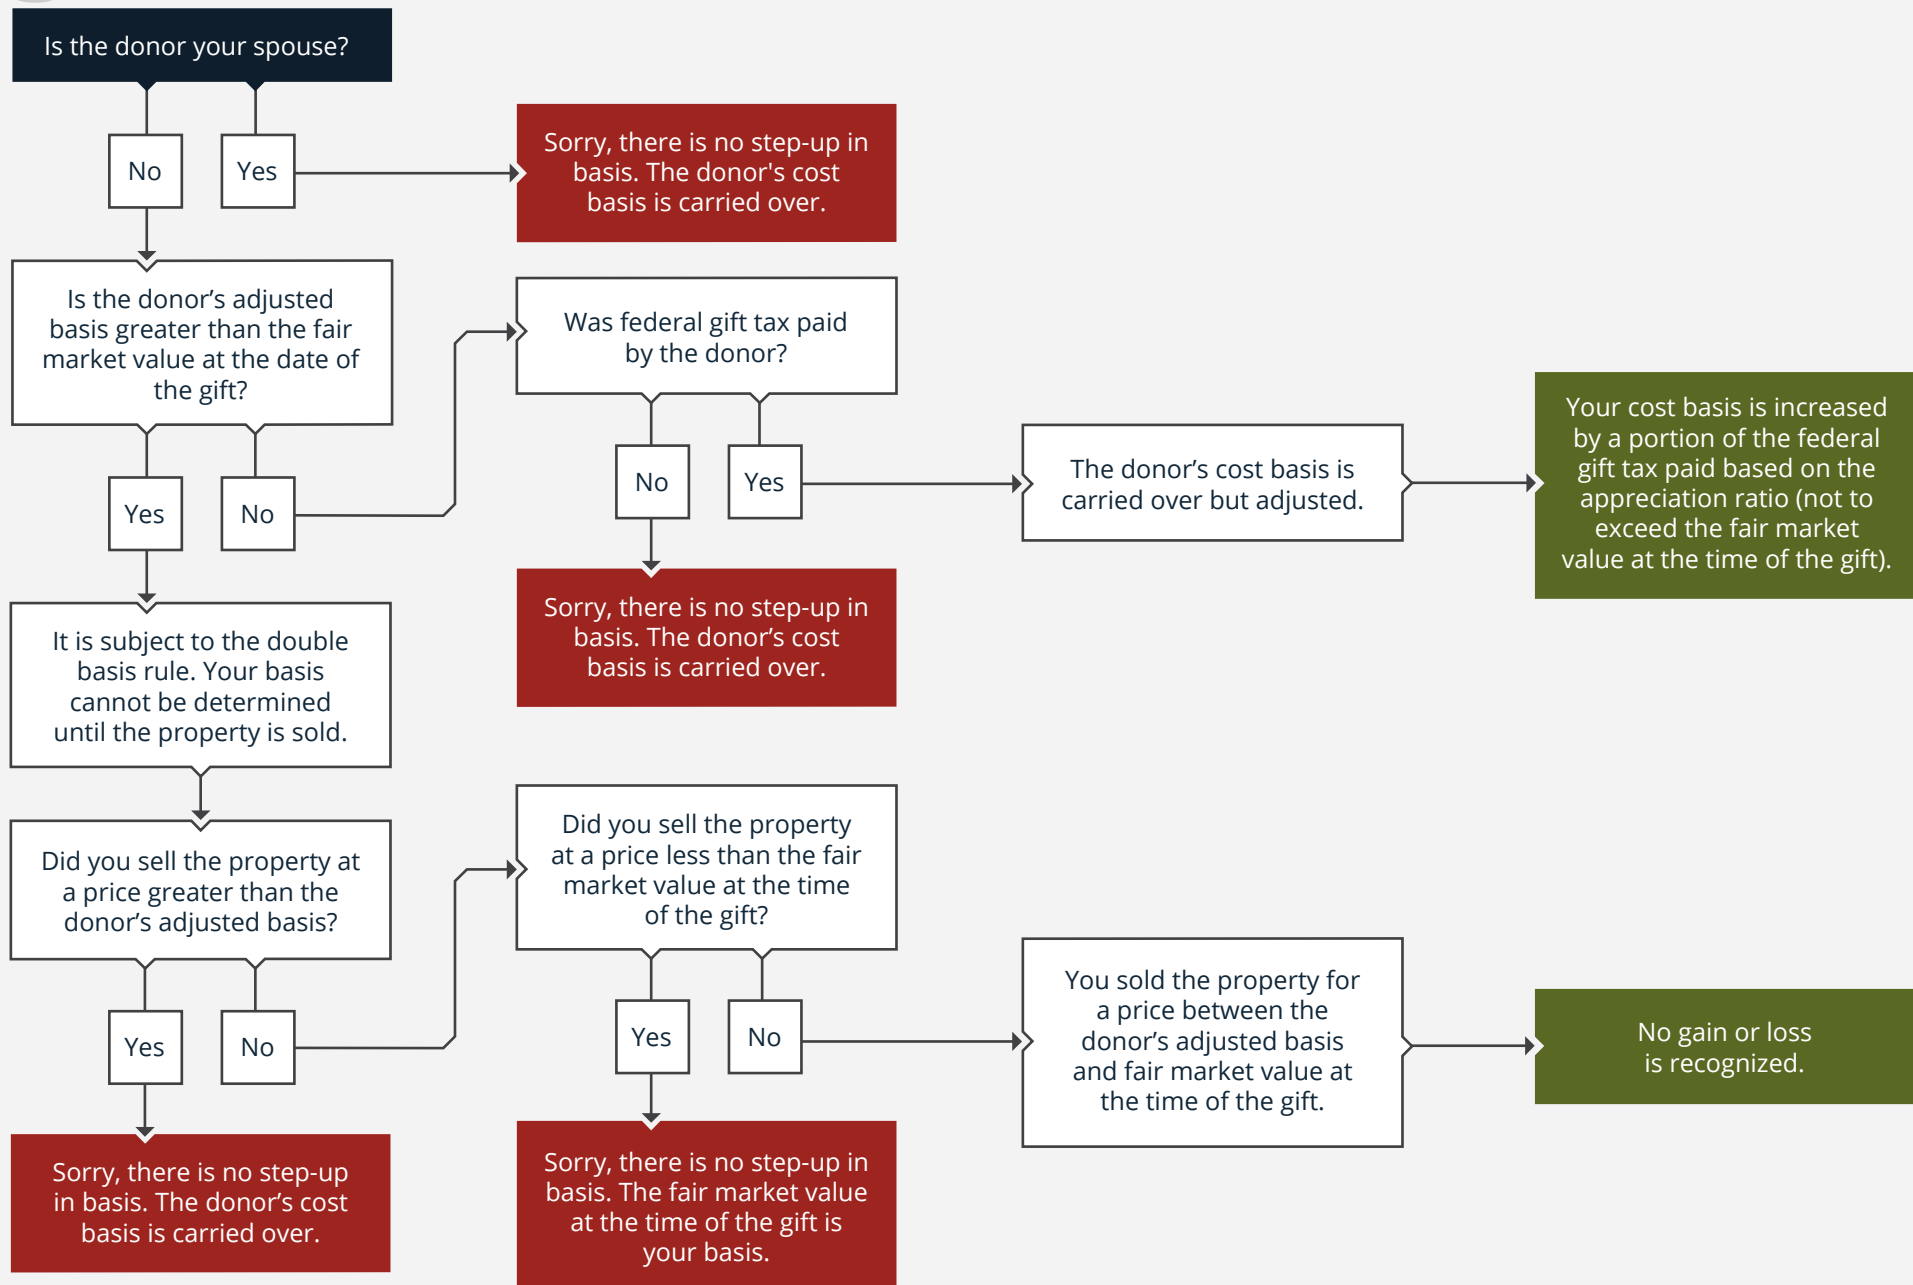 Is the donor your spouse?
No
Yes
Sorry, there is no step-up in
basis. The donor's cost
basis is carried over.
Is the donor’s adjusted
basis greater than the fair
market value at the date of
the gift?
Yes
No
Was federal gift tax paid
by the donor?
No
Yes
The donor’s cost basis is
carried over but adjusted.
Your cost basis is increased
by a portion of the federal
gift tax paid based on the
appreciation ratio (not to
exceed the fair market
value at the time of the gift).
Sorry, there is no step-up in
basis. The donor’s cost
basis is carried over.
It is subject to the double
basis rule. Your basis
cannot be determined
until the property is sold.
Did you sell the property at
a price greater than the
donor’s adjusted basis?
Yes
No
Did you sell the property
at a price less than the fair
market value at the time
of the gift?
Yes
No
You sold the property for
a price between the
donor’s adjusted basis
and fair market value at
the time of the gift.
No gain or loss
is recognized.
Sorry, there is no step-up
in basis. The donor’s cost
basis is carried over.
Sorry, there is no step-up in
basis. The fair market value
at the time of the gift is
your basis.